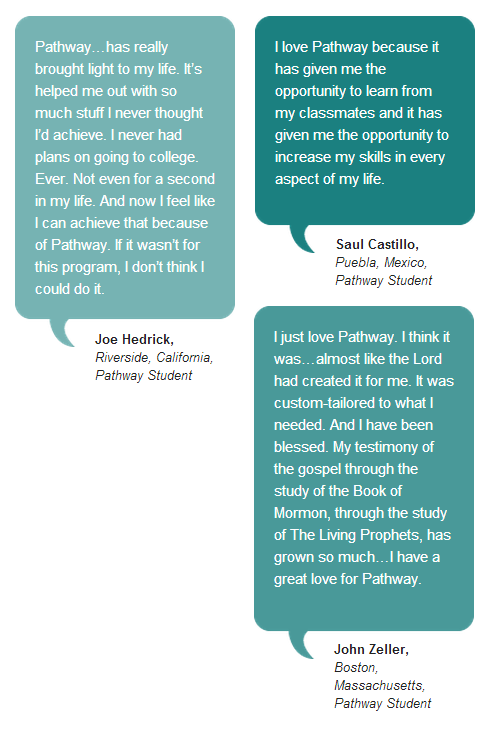 Pathway…has really
brought light to my life. It's
helped me out with so
much stuff I never thought
I'd achieve. I never had
plans on going to college.
Ever. Not even for a second
in my life. And now I feel like
I can achieve that because
of Pathway. If it wasn't for
this program, I don't think I
could do it.
Joe Hedrick,
Riverside, California,
Pathway Student
I love Pathway because it
has given me the
opportunity to learn from
my classmates and it has
given me the opportunity to
increase my skills in every
aspect of my life.
Saul Castillo,
Puebla, Mexico,
Pathway Student
I just love Pathway. I think it
was…almost like the Lord
had created it for me. It was
custom-tailored to what I
needed. And I have been
blessed. My testimony of
the gospel through the
study of the Book of
Mormon, through the study
of The Living Prophets, has
grown so much…I have a
great love for Pathway.
John Zeller,
Boston,
Massachusetts,
Pathway Student